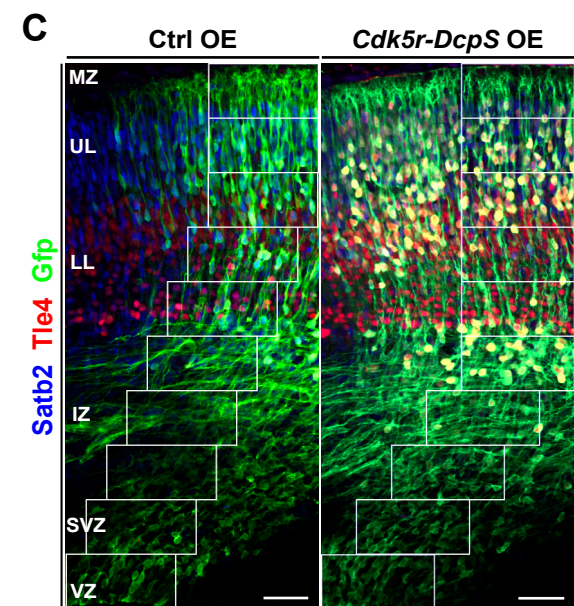 C
Ctrl OE
Cdk5r-DcpS OE
Satb2 Tle4 Gfp
MZ
UL
LL
IZ
SVZ
VZ